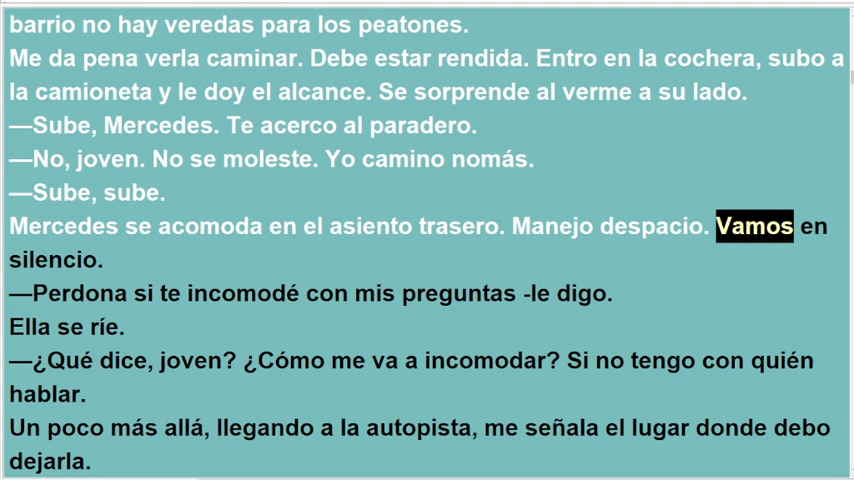 barrio no hay veredas para los peatones.
Me da pena verla caminar. Debe estar rendida. Entro en la cochera, subo a
la camioneta y le doy el alcance. Se sorprende al verme a su lado.
—Sube, Mercedes. Te acerco al paradero.
—No, joven. No se moleste. Yo camino nomás.
—Sube, sube.
Mercedes se acomoda en el asiento trasero. Manejo despacio. Vamos en
silencio.
—Perdona si te incomodé con mis preguntas -le digo.
Ella se ríe.
—¿Qué dice, joven? ¿Cómo me va a incomodar? Si no tengo con quién
hablar.
Un poco más allá, llegando a la autopista, me señala el lugar donde debo
dejarla.